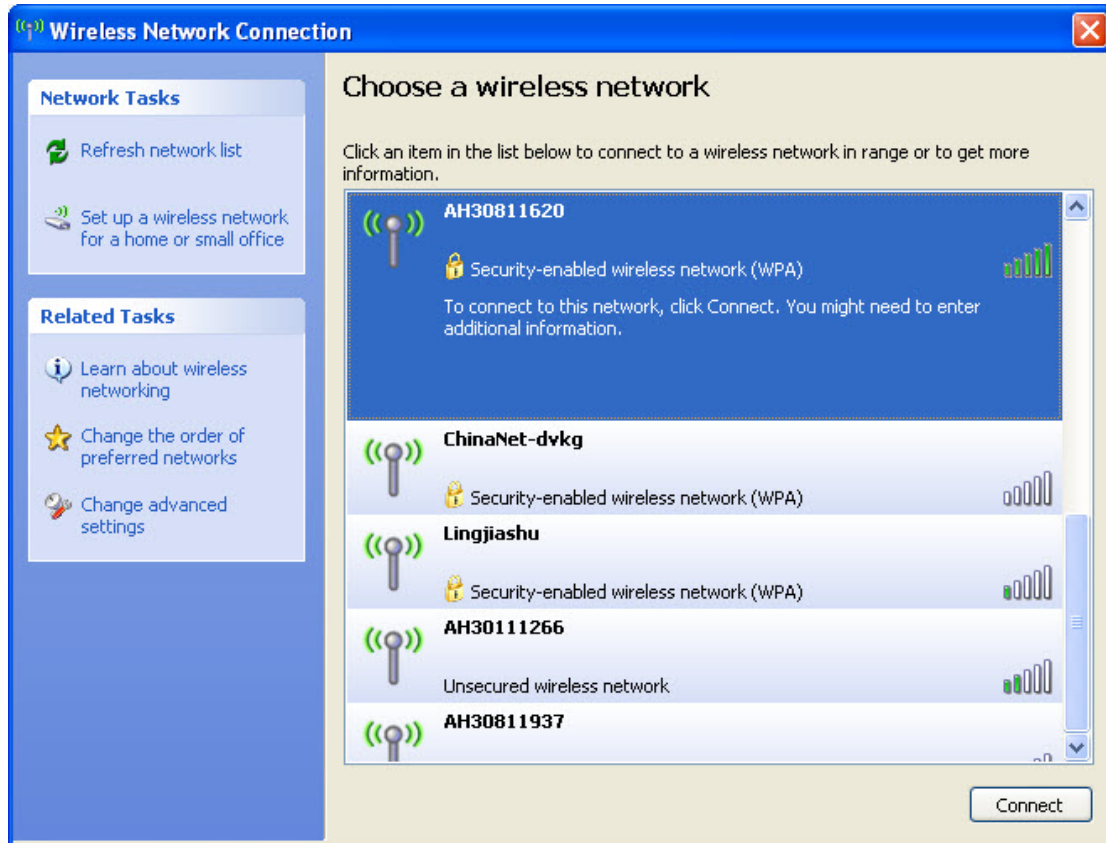 Wireless Network Connection
Network Tasks
Refresh network list
Set up a wireless network
for a home or small office
Related Tasks
Learn about wireless
networking
Change the order of
preferred networks
Change advanced
settings
Choose a wireless network
Click an item in the list below to connect to a wireless network in range or to get more
information.
AH30811620
Security-enabled wireless network (WPA)
To connect to this network, click Connect. You might need to enter
additional information.
ChinaNet-dvkg
Security-enabled wireless network (WPA)
Lingjiashu
Security-enabled wireless network (WPA)
AH30111266
Unsecured wireless network
AH30811937
Connect